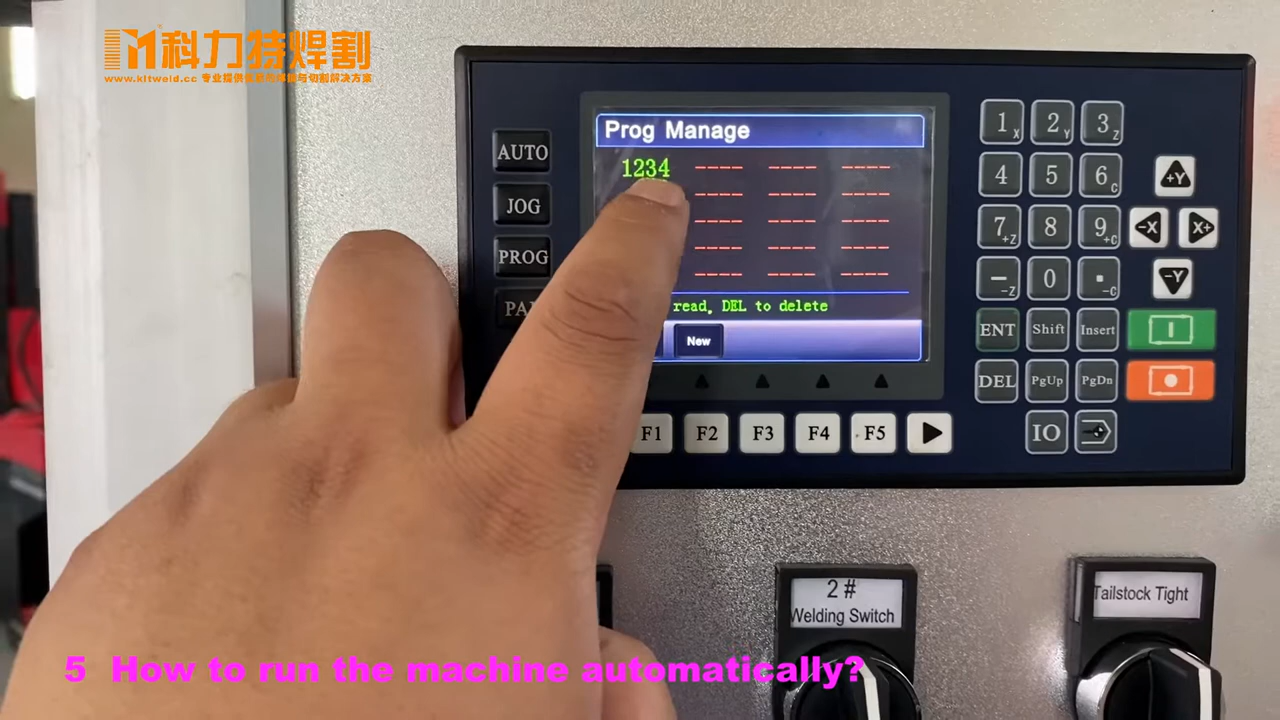 科力特焊割
www.kltweld.cc 专业提供优质的焊接与切割解决方案
Prog Manage
1234 ---- ---- ----
---- ---- ----
---- ---- ----
---- ---- ----
---- ---- ----
read, DEL to delete
New
AUTO
JOG
PROG
PA
1 X 2 Y 3 Z
4 5 6 C
7 +Z 8 9 +C
- -Z 0 . -C
ENT Shift Insert
DEL PgUp PgDn
IO
+Y
-X X+
-Y
F1 F2 F3 F4 F5
2 #
Welding Switch
Tailstock Tight
5 How to run the machine automatically?